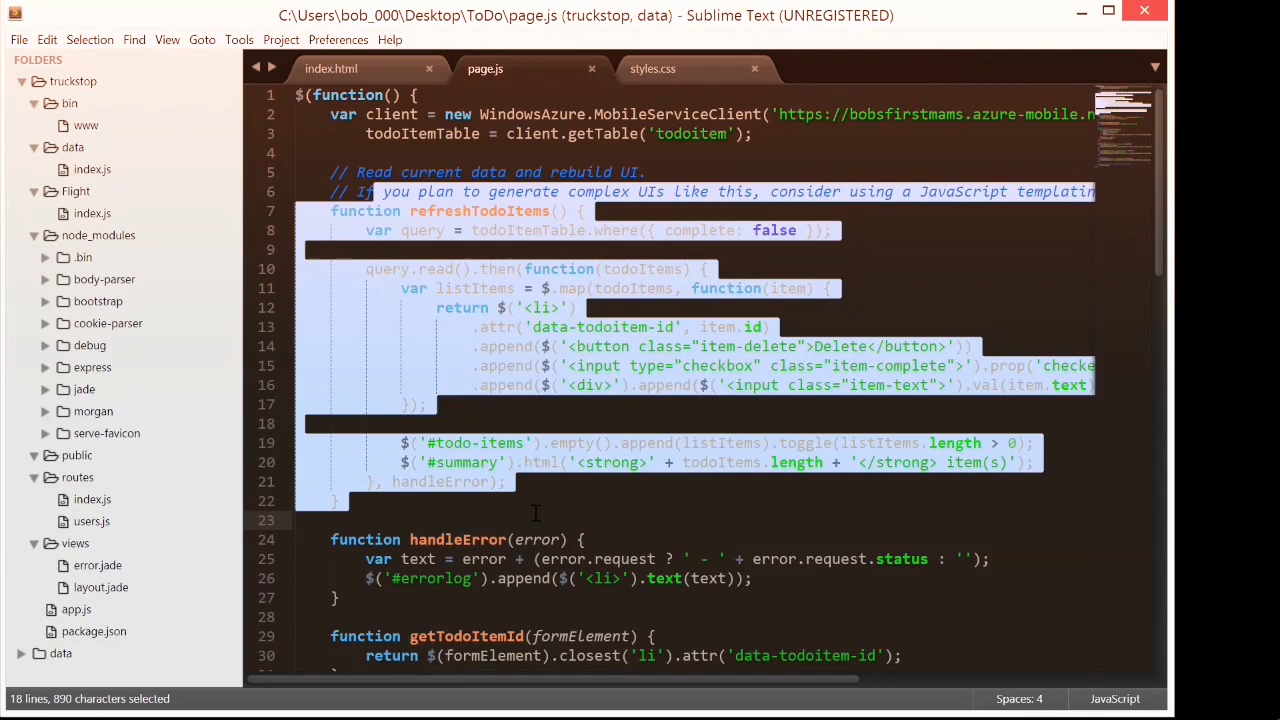 C:\Users\bob_000\Desktop\ToDo\page.js (truckstop, data) - Sublime Text (UNREGISTERED)
File Edit Selection Find View Goto Tools Project Preferences Help
FOLDERS
truckstop
bin
www
data
index.js
Flight
index.js
node_modules
.bin
body-parser
bootstrap
cookie-parser
debug
express
jade
morgan
serve-favicon
public
routes
index.js
users.js
views
error.jade
layout.jade
app.js
package.json
data
index.html page.js styles.css
1 $(function() {
2 var client = new WindowsAzure.MobileServiceClient('https://bobsfirstmams.azure-mobile.n
3 todoItemTable = client.getTable('todoitem');
4
5 // Read current data and rebuild UI.
6 // If you plan to generate complex UIs like this, consider using a JavaScript templatin
7 function refreshTodoItems() {
8 var query = todoItemTable.where({ complete: false });
9
10 query.read().then(function(todoItems) {
11 var listItems = $.map(todoItems, function(item) {
12 return $('<li>')
13 .attr('data-todoitem-id', item.id)
14 .append($('<button class="item-delete">Delete</button>'))
15 .append($('<input type="checkbox" class="item-complete">').prop('checke
16 .append($('<div>').append($('<input class="item-text">').val(item.text)
17 });
18
19 $('#todo-items').empty().append(listItems).toggle(listItems.length > 0);
20 $('#summary').html('<strong>' + todoItems.length + '</strong> item(s)');
21 }, handleError);
22 }
23
24 function handleError(error) {
25 var text = error + (error.request ? ' - ' + error.request.status : '');
26 $('#errorlog').append($('<li>').text(text));
27 }
28
29 function getTodoItemId(formElement) {
30 return $(formElement).closest('li').attr('data-todoitem-id');
18 lines, 890 characters selected
Spaces: 4
JavaScript